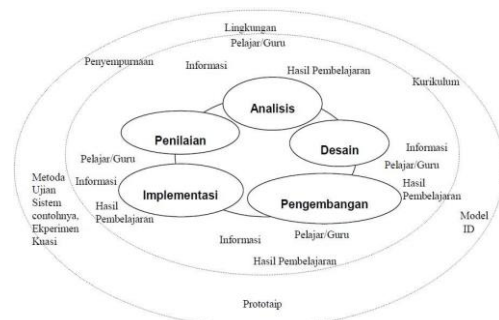 Lingkungan
Pelajar/Guru
Penyempurnaan
Informasi
Hasil Pembelajaran
Kurikulum
Analisis
Penilaian
Desain
Informasi
Pelajar/Guru
Hasil
Pembelajaran
Pelajar/Guru
Informasi
Hasil
Pembelajaran
Metoda
Ujian
Sistem
contolnya,
Ekperimen
Kuasi
Implementasi
Pengembangan
Model
ID
Pelajar/Guru
Informasi
Hasil Pembelajaran
Prototaip